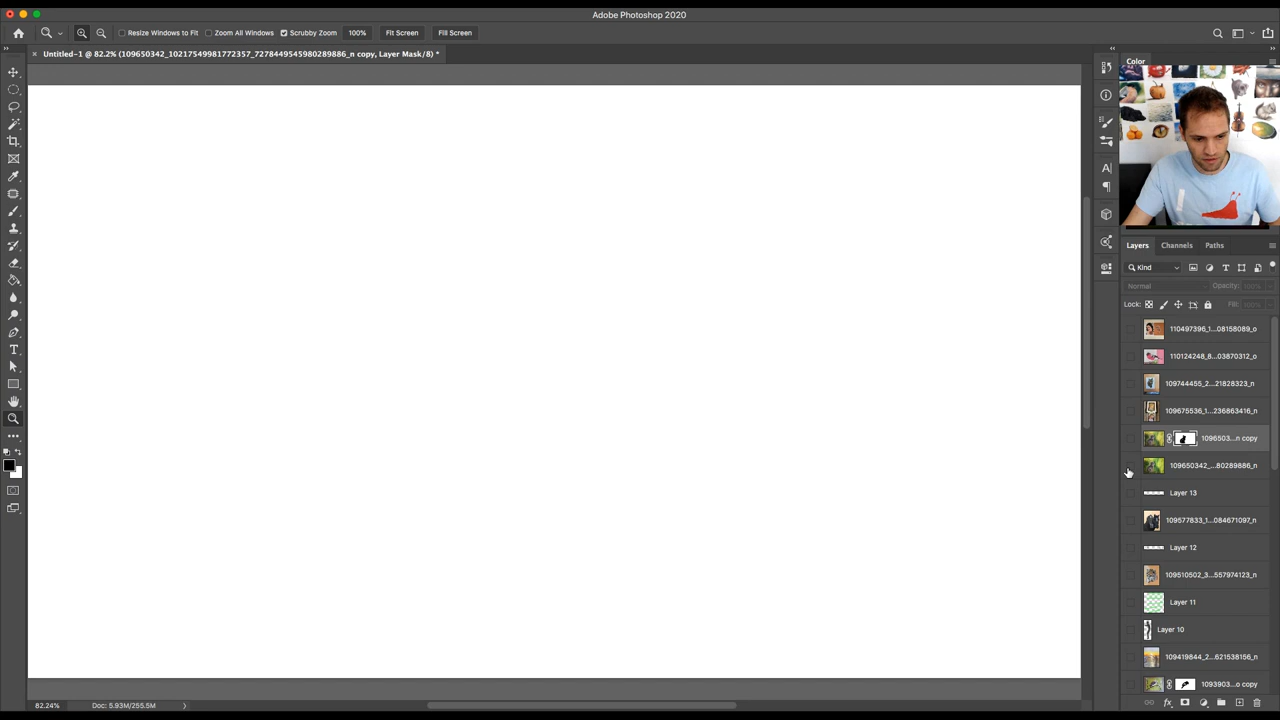 Adobe Photoshop 2020
Resize Windows to Fit Zoom All Windows Scrubby Zoom 100% Fit Screen Fill Screen
Untitled-1 @ 82.2% (109650342_10217549981772357_7278449545980289886_n copy, Layer Mask/8) *
Color
Layers Channels Paths
Kind
Normal Opacity: 100%
Lock: Fill: 100%
110497396_1...08158089_o
110124248_8...03870312_o
109744455_2...21828323_n
109675536_1...236863416_n
1096503...n copy
109650342_...80289886_n
Layer 13
109577833_1...084671097_n
Layer 12
109510502_3...557974123_n
Layer 11
Layer 10
109419844_2...621538156_n
1093903...o copy
82.24% Doc: 5.93M/255.5M